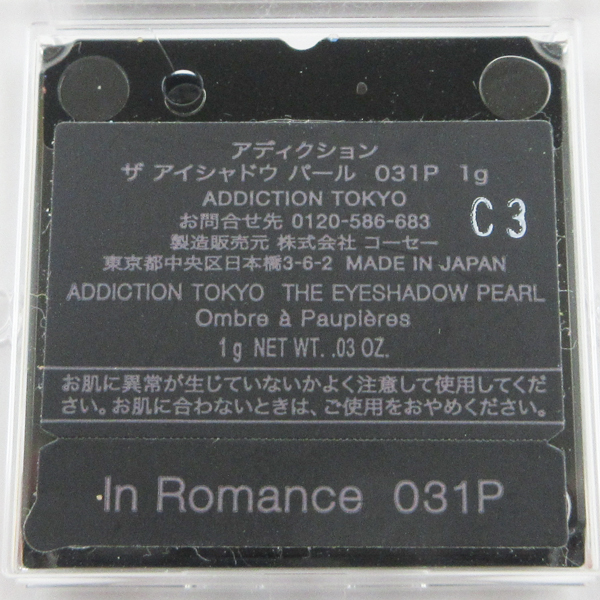 アディクション
ザ アイシャドウ パール 031P 1g
ADDICTION TOKYO
お問合せ先 0120-586-683
C3
製造販売元 株式会社 コーセー
東京都中央区日本橋3-6-2 MADE IN JAPAN
ADDICTION TOKYO THE EYESHADOW PEARL
Ombre à Paupières
1g NET WT. .03 OZ.
お肌に異常が生じていないかよく注意して使用してくだ
さい。お肌に合わないときは、ご使用をおやめください。
In Romance 031P